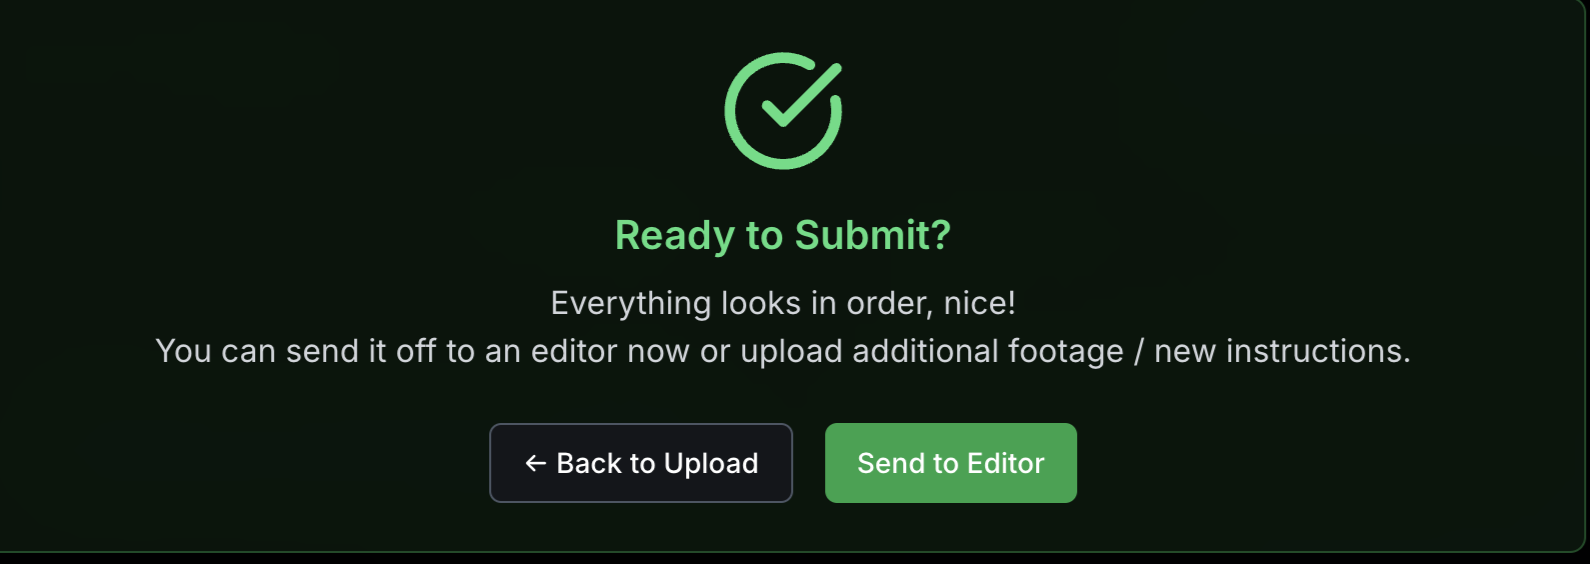 Ready to Submit?
Everything looks in order, nice!
You can send it off to an editor now or upload additional footage / new instructions.
← Back to Upload
Send to Editor